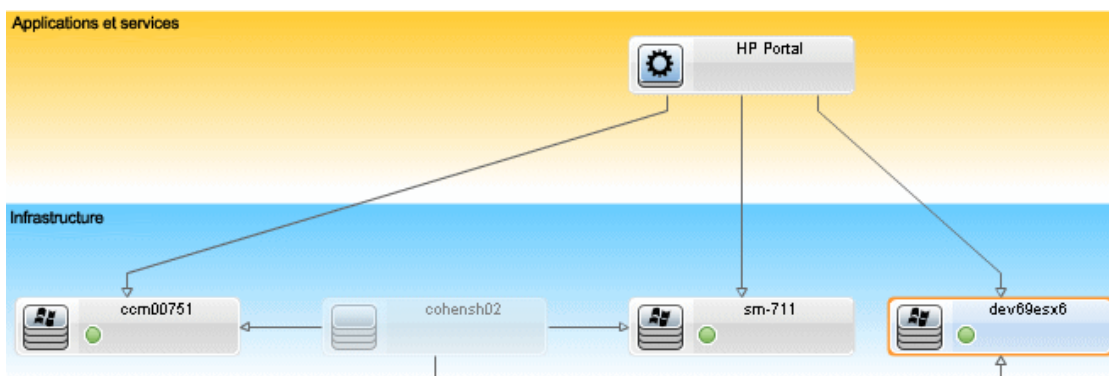 Applications et services
HP Portal
Infrastructure
ccm00751
cohensh02
sm-711
dev69esx6